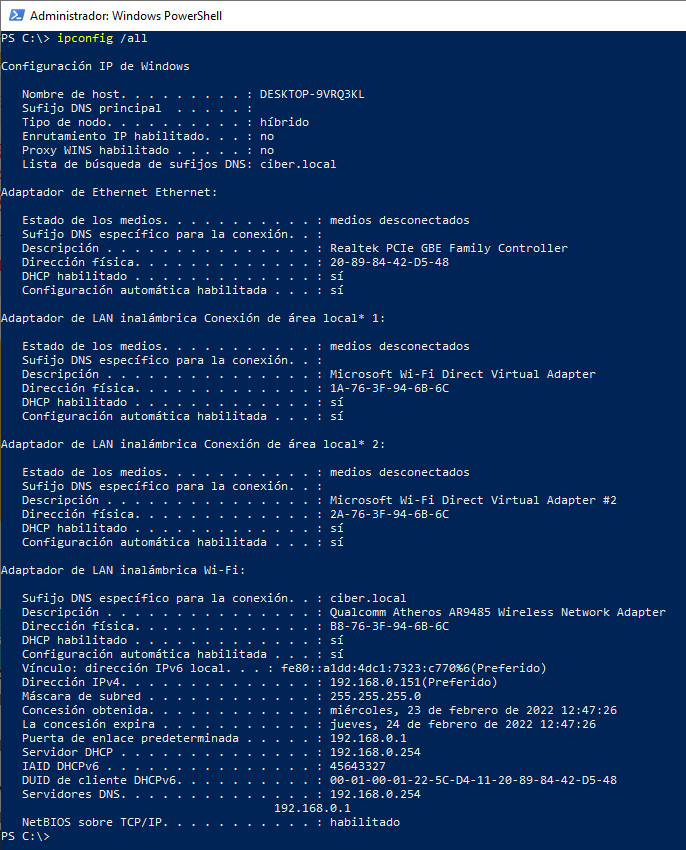 Administrador: Windows PowerShell
PS C:\> ipconfig /all
Configuración IP de Windows
Nombre de host. . . . . . . . . : DESKTOP-9VRQ3KL
Sufijo DNS principal  . . . . . :
Tipo de nodo. . . . . . . . . . : híbrido
Enrutamiento IP habilitado. . . : no
Proxy WINS habilitado . . . . . : no
Lista de búsqueda de sufijos DNS: ciber.local
Adaptador de Ethernet Ethernet:
Estado de los medios. . . . . . . . . . . : medios desconectados
Sufijo DNS específico para la conexión. . :
Descripción . . . . . . . . . . . . . . . : Realtek PCIe GBE Family Controller
Dirección física. . . . . . . . . . . . . : 20-89-84-42-D5-48
DHCP habilitado . . . . . . . . . . . . . : sí
Configuración automática habilitada . . . : sí
Adaptador de LAN inalámbrica Conexión de área local* 1:
Estado de los medios. . . . . . . . . . . : medios desconectados
Sufijo DNS específico para la conexión. . :
Descripción . . . . . . . . . . . . . . . : Microsoft Wi-Fi Direct Virtual Adapter
Dirección física. . . . . . . . . . . . . : 1A-76-3F-94-6B-6C
DHCP habilitado . . . . . . . . . . . . . : sí
Configuración automática habilitada . . . : sí
Adaptador de LAN inalámbrica Conexión de área local* 2:
Estado de los medios. . . . . . . . . . . : medios desconectados
Sufijo DNS específico para la conexión. . :
Descripción . . . . . . . . . . . . . . . : Microsoft Wi-Fi Direct Virtual Adapter #2
Dirección física. . . . . . . . . . . . . : 2A-76-3F-94-6B-6C
DHCP habilitado . . . . . . . . . . . . . : sí
Configuración automática habilitada . . . : sí
Adaptador de LAN inalámbrica Wi-Fi:
Sufijo DNS específico para la conexión. . : ciber.local
Descripción . . . . . . . . . . . . . . . : Qualcomm Atheros AR9485 Wireless Network Adapter
Dirección física. . . . . . . . . . . . . : B8-76-3F-94-6B-6C
DHCP habilitado . . . . . . . . . . . . . : sí
Configuración automática habilitada . . . : sí
Vínculo: dirección IPv6 local. . . : fe80::a1dd:4dc1:7323:c770%6(Preferido)
Dirección IPv4. . . . . . . . . . . . . . : 192.168.0.151(Preferido)
Máscara de subred . . . . . . . . . . . . : 255.255.255.0
Concesión obtenida. . . . . . . . . . . . : miércoles, 23 de febrero de 2022 12:47:26
La concesión expira . . . . . . . . . . . : jueves, 24 de febrero de 2022 12:47:26
Puerta de enlace predeterminada . . . . . : 192.168.0.1
Servidor DHCP . . . . . . . . . . . . . . : 192.168.0.254
IAID DHCPv6 . . . . . . . . . . . . . . . : 45643327
DUID de cliente DHCPv6. . . . . . . . . . : 00-01-00-01-22-5C-D4-11-20-89-84-42-D5-48
Servidores DNS. . . . . . . . . . . . . . : 192.168.0.254
192.168.0.1
NetBIOS sobre TCP/IP. . . . . . . . . . . : habilitado
PS C:\>